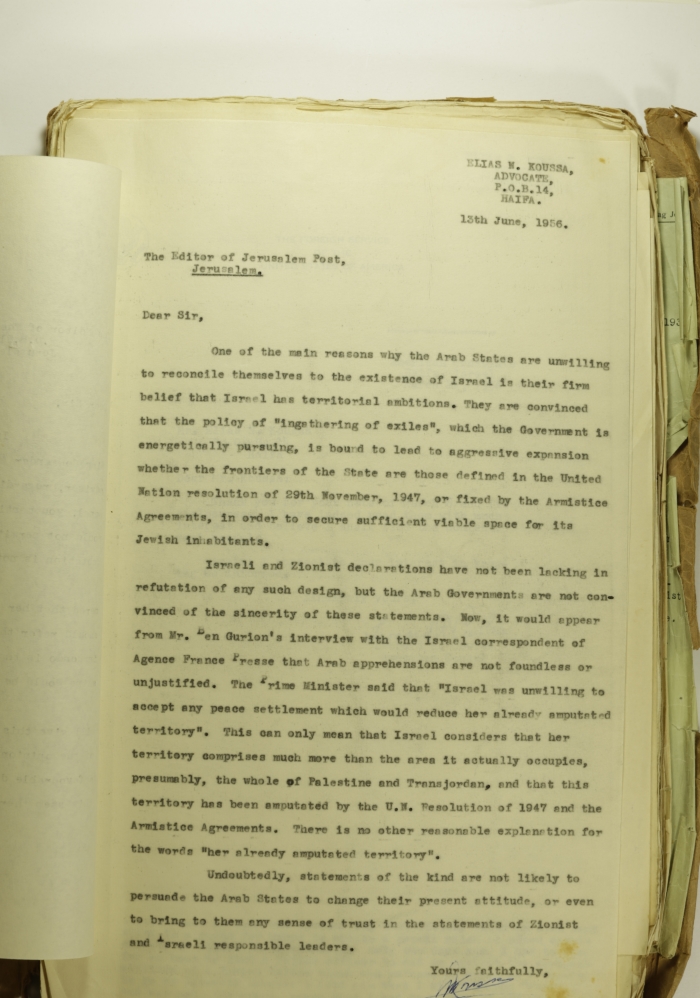 ELIAS N. KOUSSA,
ADVOCATE,
P.O.B.14,
HAIFA.
13th June, 1956.
The Editor of Jerusalem Post,
Jerusalem.
Dear Sir,
One of the main reasons why the Arab States are unwilling
to reconcile themselves to the existence of Israel is their firm
belief that Israel has territorial ambitions. They are convinced
that the policy of "ingathering of exiles", which the Government is
energetically pursuing, is bound to lead to aggressive expansion
whether the frontiers of the State are those defined in the United
Nation resolution of 29th November, 1947, or fixed by the Armistice
Agreements, in order to secure sufficient viable space for its
Jewish inhabitants.
Israeli and Zionist declarations have not been lacking in
refutation of any such design, but the Arab Governments are not con-
vinced of the sincerity of these statements. Now, it would appear
from Mr. Ben Gurion's interview with the Israel correspondent of
Agence France Presse that Arab apprehensions are not foundless or
unjustified. The Prime Minister said that "Israel was unwilling to
accept any peace settlement which would reduce her already amputated
territory". This can only mean that Israel considers that her
territory comprises much more than the area it actually occupies,
presumably, the whole of Palestine and Transjordan, and that this
territory has been amputated by the U.N. Resolution of 1947 and the
Armistice Agreements. There is no other reasonable explanation for
the words "her already amputated territory".
Undoubtedly, statements of the kind are not likely to
persuade the Arab States to change their present attitude, or even
to bring to them any sense of trust in the statements of Zionist
and Israeli responsible leaders.
Yours faithfully,
193